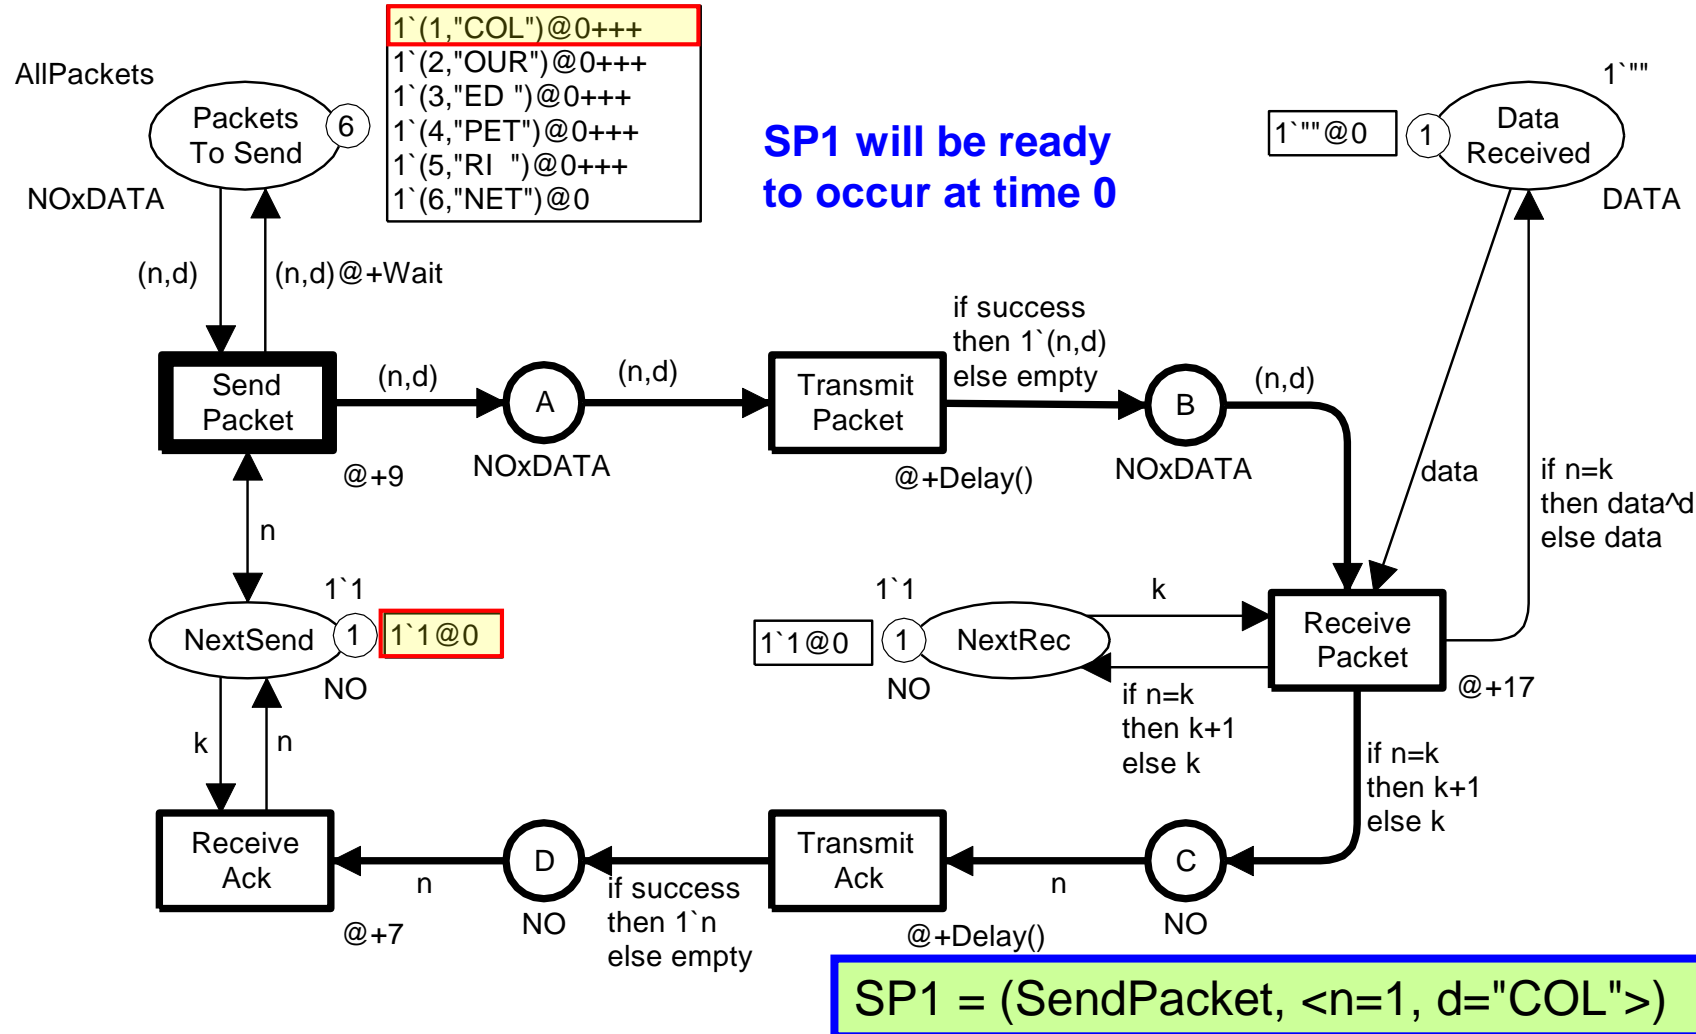 AllPackets
Packets
To Send
6
NOxDATA
1`(1,"COL")@0+++
1`(2,"OUR")@0+++
1`(3,"ED ")@0+++
1`(4,"PET")@0+++
1`(5,"RI  ")@0+++
1`(6,"NET")@0
SP1 will be ready
to occur at time 0
1`""
1`""@0
1
Data
Received
DATA
(n,d)
(n,d)@+Wait
Send
Packet
@+9
(n,d)
A
NOxDATA
(n,d)
Transmit
Packet
@+Delay()
if success
then 1`(n,d)
else empty
B
NOxDATA
(n,d)
data
if n=k
then data^d
else data
n
1`1
NextSend
1
1`1@0
NO
1`1
1`1@0
1
NextRec
NO
k
if n=k
then k+1
else k
Receive
Packet
@+17
if n=k
then k+1
else k
k
n
Receive
Ack
@+7
n
D
NO
if success
then 1`n
else empty
Transmit
Ack
@+Delay()
n
C
NO
SP1 = (SendPacket, <n=1, d="COL">)